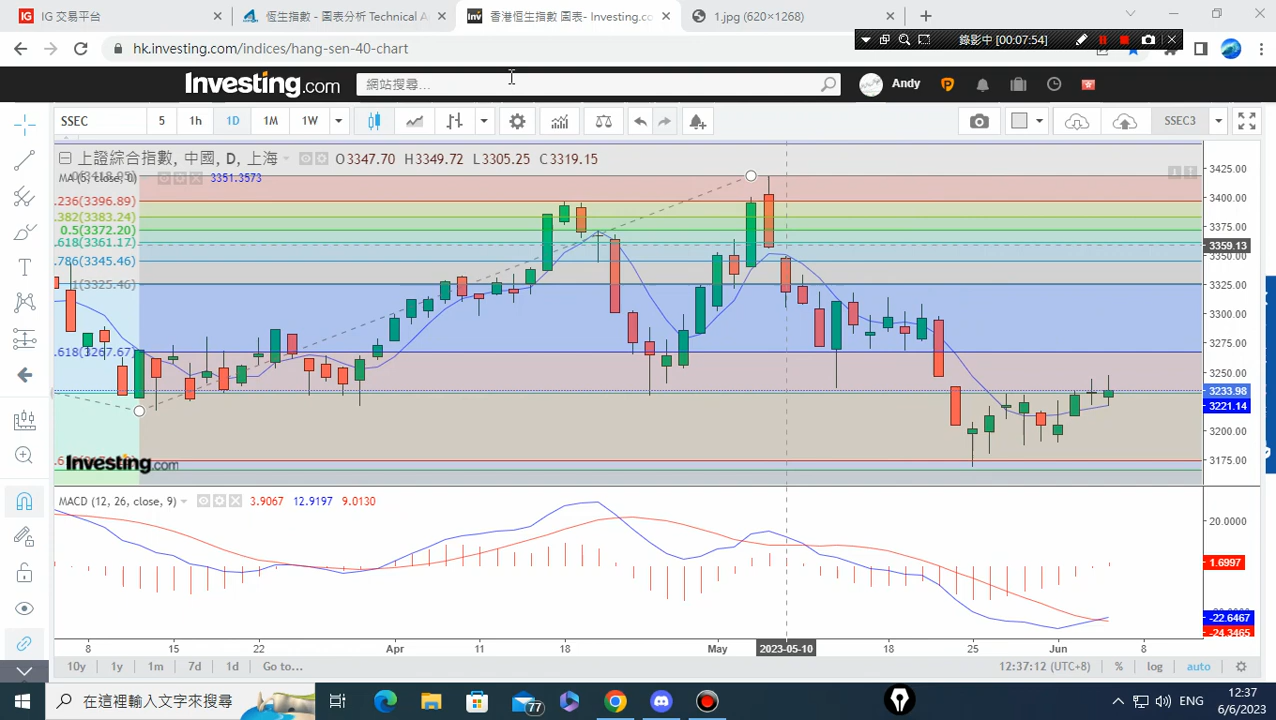 IG 交易平台
恆生指數 - 圖表分析 Technical A
香港恒生指數 圖表- Investing.co
1.jpg (620×1268)
hk.investing.com/indices/hang-sen-40-chart
錄影中 [00:07:54]
Investing.com
網站搜尋...
Andy
SSEC
5
1h
1D
1M
1W
SSEC3
上證綜合指數, 中國, D, 上海
O3347.70 H3349.72 L3305.25 C3319.15
MA (5, close, 0)
3351.3573
.236(3396.89)
.382(3383.24)
0.5(3372.20)
.618(3361.17)
.786(3345.46)
1(3325.46)
.618(3267.67)
3425.00
3400.00
3375.00
3359.13
3350.00
3325.00
3300.00
3275.00
3250.00
3233.98
3221.14
3200.00
3175.00
Investing.com
MACD (12, 26, close, 9)
3.9067 12.9197 9.0130
20.0000
1.6997
-22.6467
-24.3465
8
15
22
Apr
11
18
May
2023-05-10
18
25
Jun
8
10y
1y
1m
7d
1d
Go to...
12:37:12 (UTC+8)
%
log
auto
在這裡輸入文字來搜尋
77
ENG
12:37
6/6/2023